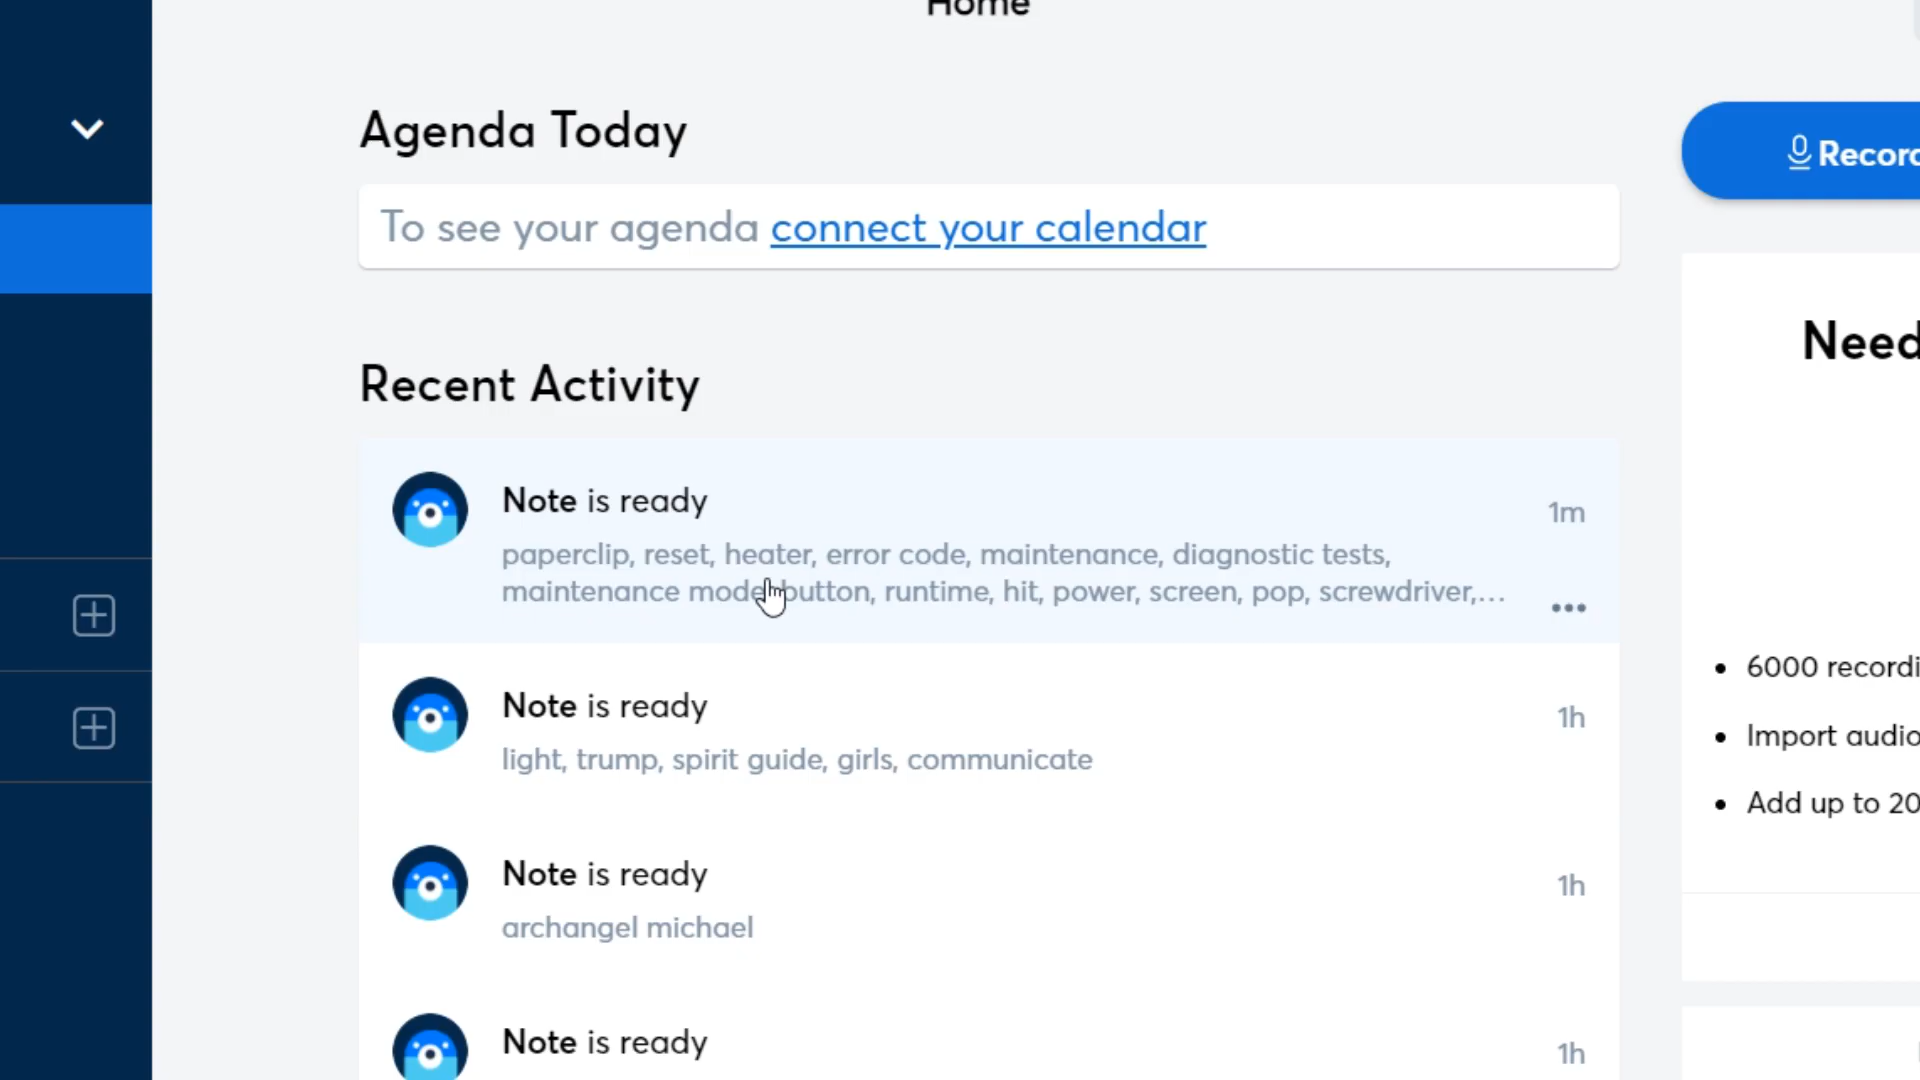 Home
Agenda Today
Record
To see your agenda connect your calendar
Need
Recent Activity
Note is ready
1m
paperclip, reset, heater, error code, maintenance, diagnostic tests,
maintenance mode button, runtime, hit, power, screen, pop, screwdriver,...
Note is ready
1h
light, trump, spirit guide, girls, communicate
Note is ready
1h
archangel michael
Note is ready
1h
6000 recordi
Import audio
Add up to 20